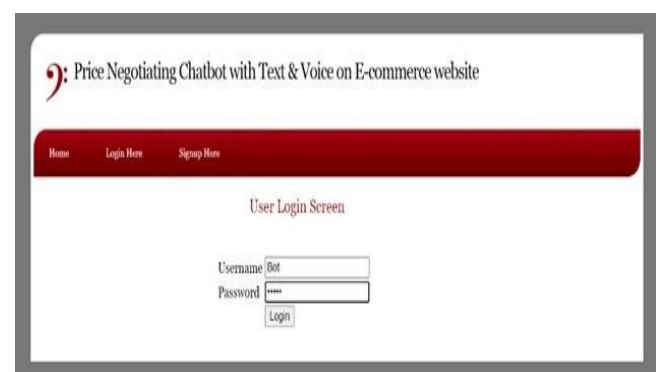 Price Negotiating Chatbot with Text & Voice on E-commerce website
Home Login Here Signup Here
User Login Screen
Username Bot
Password •••••
Login